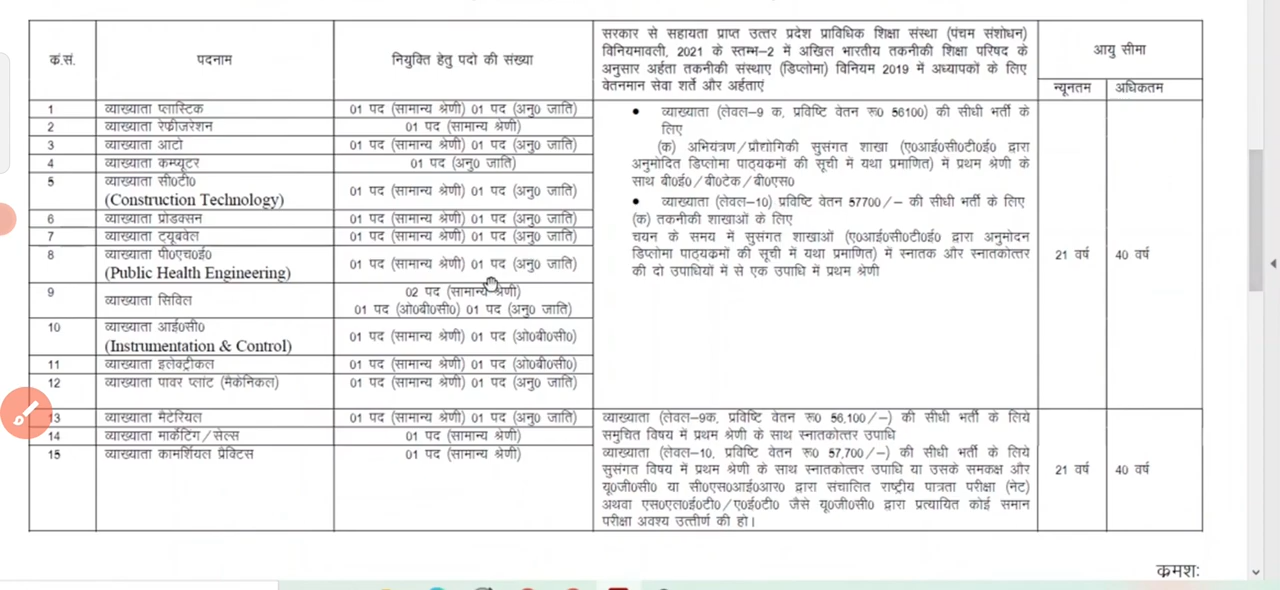 क्र.सं.
पदनाम
नियुक्ति हेतु पदो की संख्या
सरकार से सहायता प्राप्त उत्तर प्रदेश प्राविधिक शिक्षा संस्था (पंचम संशोधन)
विनियमावली, 2021 के स्तम्भ-2 में अखिल भारतीय तकनीकी शिक्षा परिषद के
अनुसार अर्हता तकनीकी संस्थाए (डिप्लोमा) विनियम 2019 में अध्यापकों के लिए
वेतनमान सेवा शर्ते और अर्हताएं
आयु सीमा
न्यूनतम
अधिकतम
1 व्याख्याता प्लास्टिक 01 पद (सामान्य श्रेणी) 01 पद (अनु0 जाति)
2 व्याख्याता रेफ्रीजरेशन 01 पद (सामान्य श्रेणी)
3 व्याख्याता आटो 01 पद (सामान्य श्रेणी) 01 पद (अनु0 जाति)
4 व्याख्याता कम्प्यूटर 01 पद (अनु0 जाति)
5 व्याख्याता सी0टी0
(Construction Technology) 01 पद (सामान्य श्रेणी) 01 पद (अनु0 जाति)
6 व्याख्याता प्रोडक्सन 01 पद (सामान्य श्रेणी) 01 पद (अनु0 जाति)
7 व्याख्याता ट्यूबवेल 01 पद (सामान्य श्रेणी) 01 पद (अनु0 जाति)
8 व्याख्याता पी0एच0ई0
(Public Health Engineering) 01 पद (सामान्य श्रेणी) 01 पद (अनु0 जाति)
9 व्याख्याता सिविल 02 पद (सामान्य श्रेणी)
01 पद (ओ0बी0सी0) 01 पद (अनु0 जाति)
10 व्याख्याता आई0सी0
(Instrumentation & Control) 01 पद (सामान्य श्रेणी) 01 पद (ओ0बी0सी0)
11 व्याख्याता इलेक्ट्रीकल 01 पद (सामान्य श्रेणी) 01 पद (ओ0बी0सी0)
12 व्याख्याता पावर प्लांट (मैकेनिकल) 01 पद (सामान्य श्रेणी) 01 पद (अनु0 जाति)
• व्याख्याता (लेवल-9 क, प्रविष्टि वेतन रू0 56100) की सीधी भर्ती के
लिए
(क) अभियंत्रण/प्रौद्योगिकी सुसंगत शाखा (ए0आई0सी0टी0ई0 द्वारा
अनुमोदित डिप्लोमा पाठ्यक्रमों की सूची में यथा प्रमाणित) में प्रथम श्रेणी के
साथ बी0ई0/बी0टेक/बी0एस0
• व्याख्याता (लेवल-10) प्रविष्टि वेतन 57700/- की सीधी भर्ती के लिए
(क) तकनीकी शाखाओं के लिए
चयन के समय में सुसंगत शाखाओं (ए0आई0सी0टी0ई0 द्वारा अनुमोदन
डिप्लोमा पाठ्यक्रमों की सूची में यथा प्रमाणित) में स्नातक और स्नातकोत्तर
की दो उपाधियों में से एक उपाधि में प्रथम श्रेणी
21 वर्ष
40 वर्ष
13 व्याख्याता मैटेरियल 01 पद (सामान्य श्रेणी) 01 पद (अनु0 जाति)
14 व्याख्याता मार्केटिंग/सेल्स 01 पद (सामान्य श्रेणी)
15 व्याख्याता कामर्शियल प्रैक्टिस 01 पद (सामान्य श्रेणी)
व्याख्याता (लेवल-9क, प्रविष्टि वेतन रू0 56,100/-) की सीधी भर्ती के लिये
समुचित विषय में प्रथम श्रेणी के साथ स्नातकोत्तर उपाधि
व्याख्याता (लेवल-10, प्रविष्टि वेतन रू0 57,700/-) की सीधी भर्ती के लिये
सुसंगत विषय में प्रथम श्रेणी के साथ स्नातकोत्तर उपाधि या उसके समकक्ष और
यू0जी0सी0 या सी0एस0आई0आर0 द्वारा संचालित राष्ट्रीय पात्रता परीक्षा (नेट)
अथवा एस0एल0ई0टी0/ए0ई0टी0 जैसे यू0जी0सी0 द्वारा प्रत्यायित कोई समान
परीक्षा अवश्य उत्तीर्ण की हो।
21 वर्ष
40 वर्ष
क्रमशः